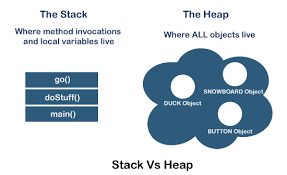 The Stack
Where method invocations
and local variables live
go()
doStuff()
main()
The Heap
Where ALL objects live
DUCK Object
SNOWBOARD Object
BUTTON Object
Stack Vs Heap